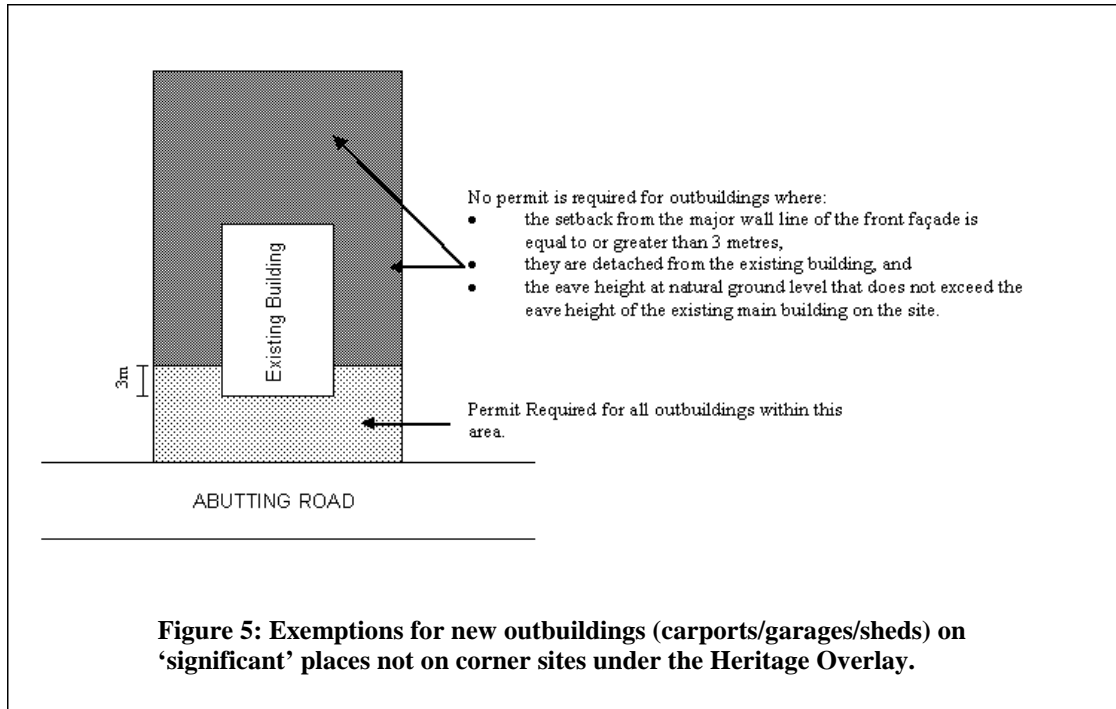 No permit is required for outbuildings where:
• the setback from the major wall line of the front façade is
equal to or greater than 3 metres,
• they are detached from the existing building, and
• the eave height at natural ground level that does not exceed the
eave height of the existing main building on the site.
Existing Building
3m
Permit Required for all outbuildings within this
area.
ABUTTING ROAD
Figure 5: Exemptions for new outbuildings (carports/garages/sheds) on
‘significant’ places not on corner sites under the Heritage Overlay.